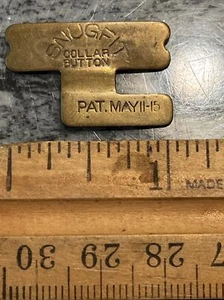 SNUGFIT
COLLAR
BUTTON
PAT. MAY 11-15
1
MADE
30 29 28 27